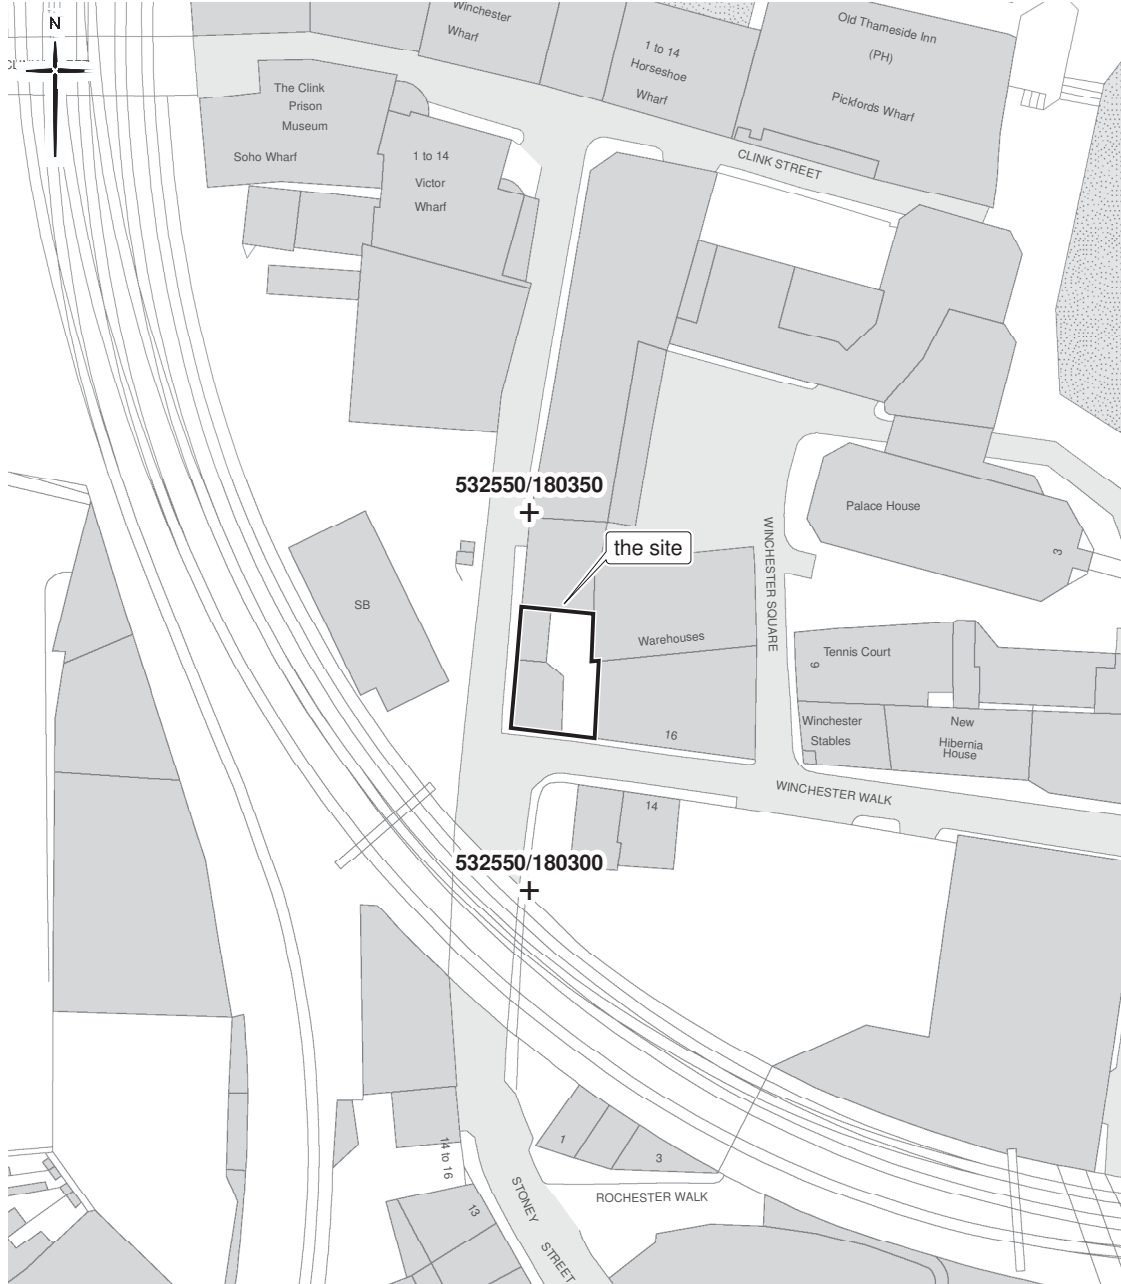 N
Winchester
Wharf
1 to 14
Horseshoe
Wharf
Old Thameside Inn
(PH)
Pickfords Wharf
The Clink
Prison
Museum
Soho Wharf
1 to 14
Victor
Wharf
CLINK STREET
532550/180350
the site
Palace House
3
WINCHESTER SQUARE
SB
Warehouses
Tennis Court
6
16
Winchester
Stables
New
Hibernia
House
WINCHESTER WALK
14
532550/180300
14 to 16
1
3
ROCHESTER WALK
13
STONEY
STREET